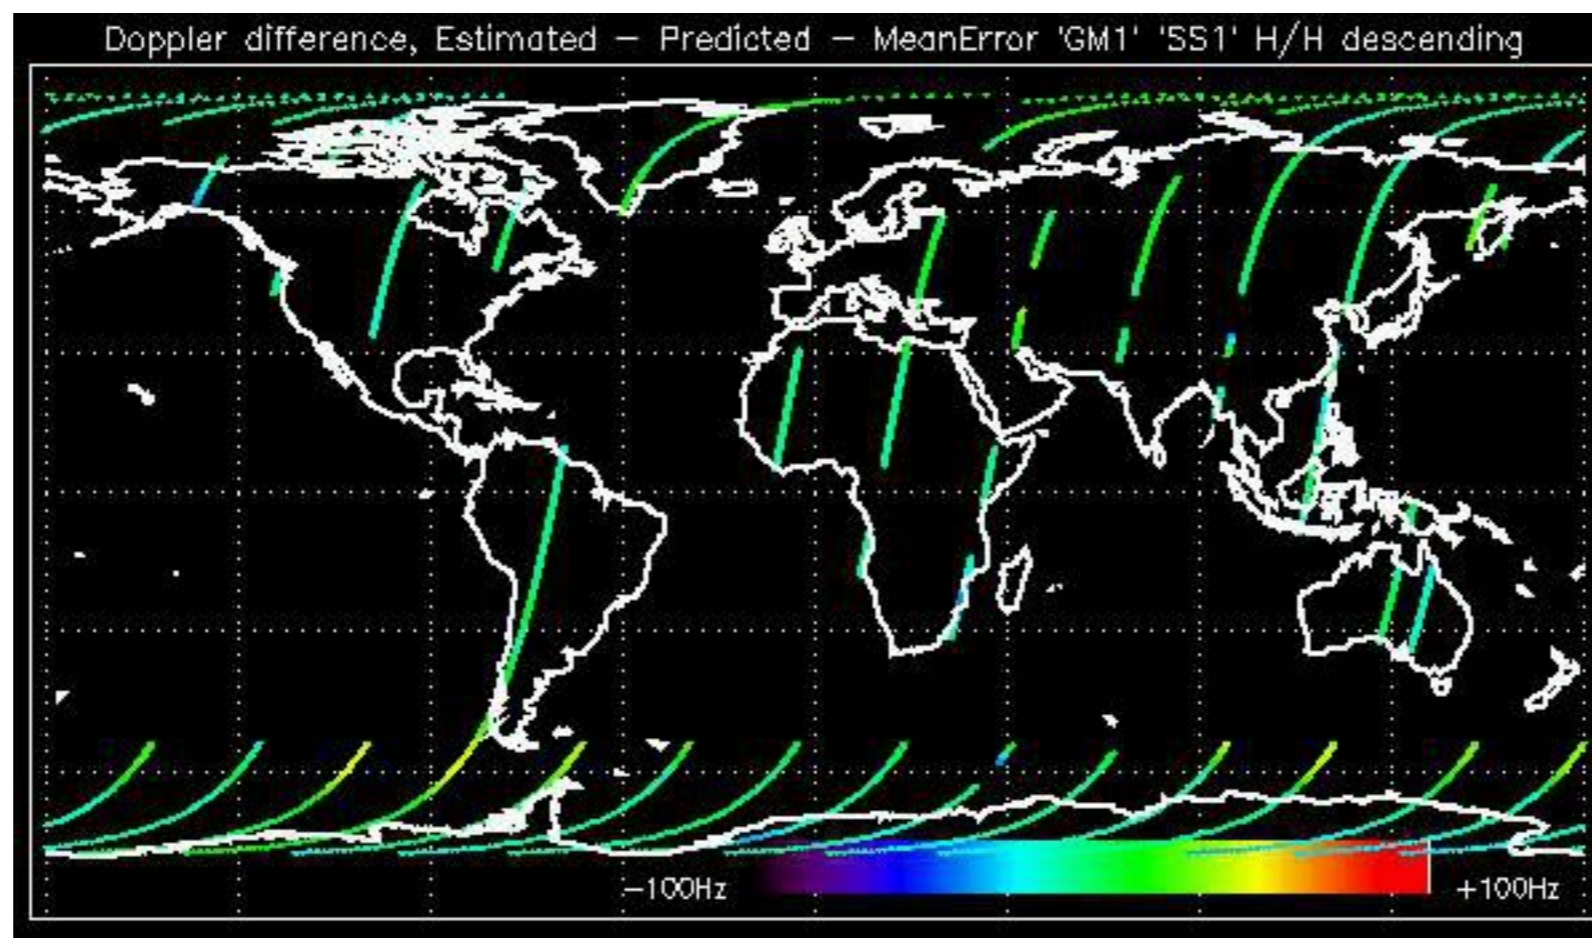 Doppler difference, Estimated – Predicted – MeanError 'GM1' 'SS1' H/H descending
–100Hz
+100Hz